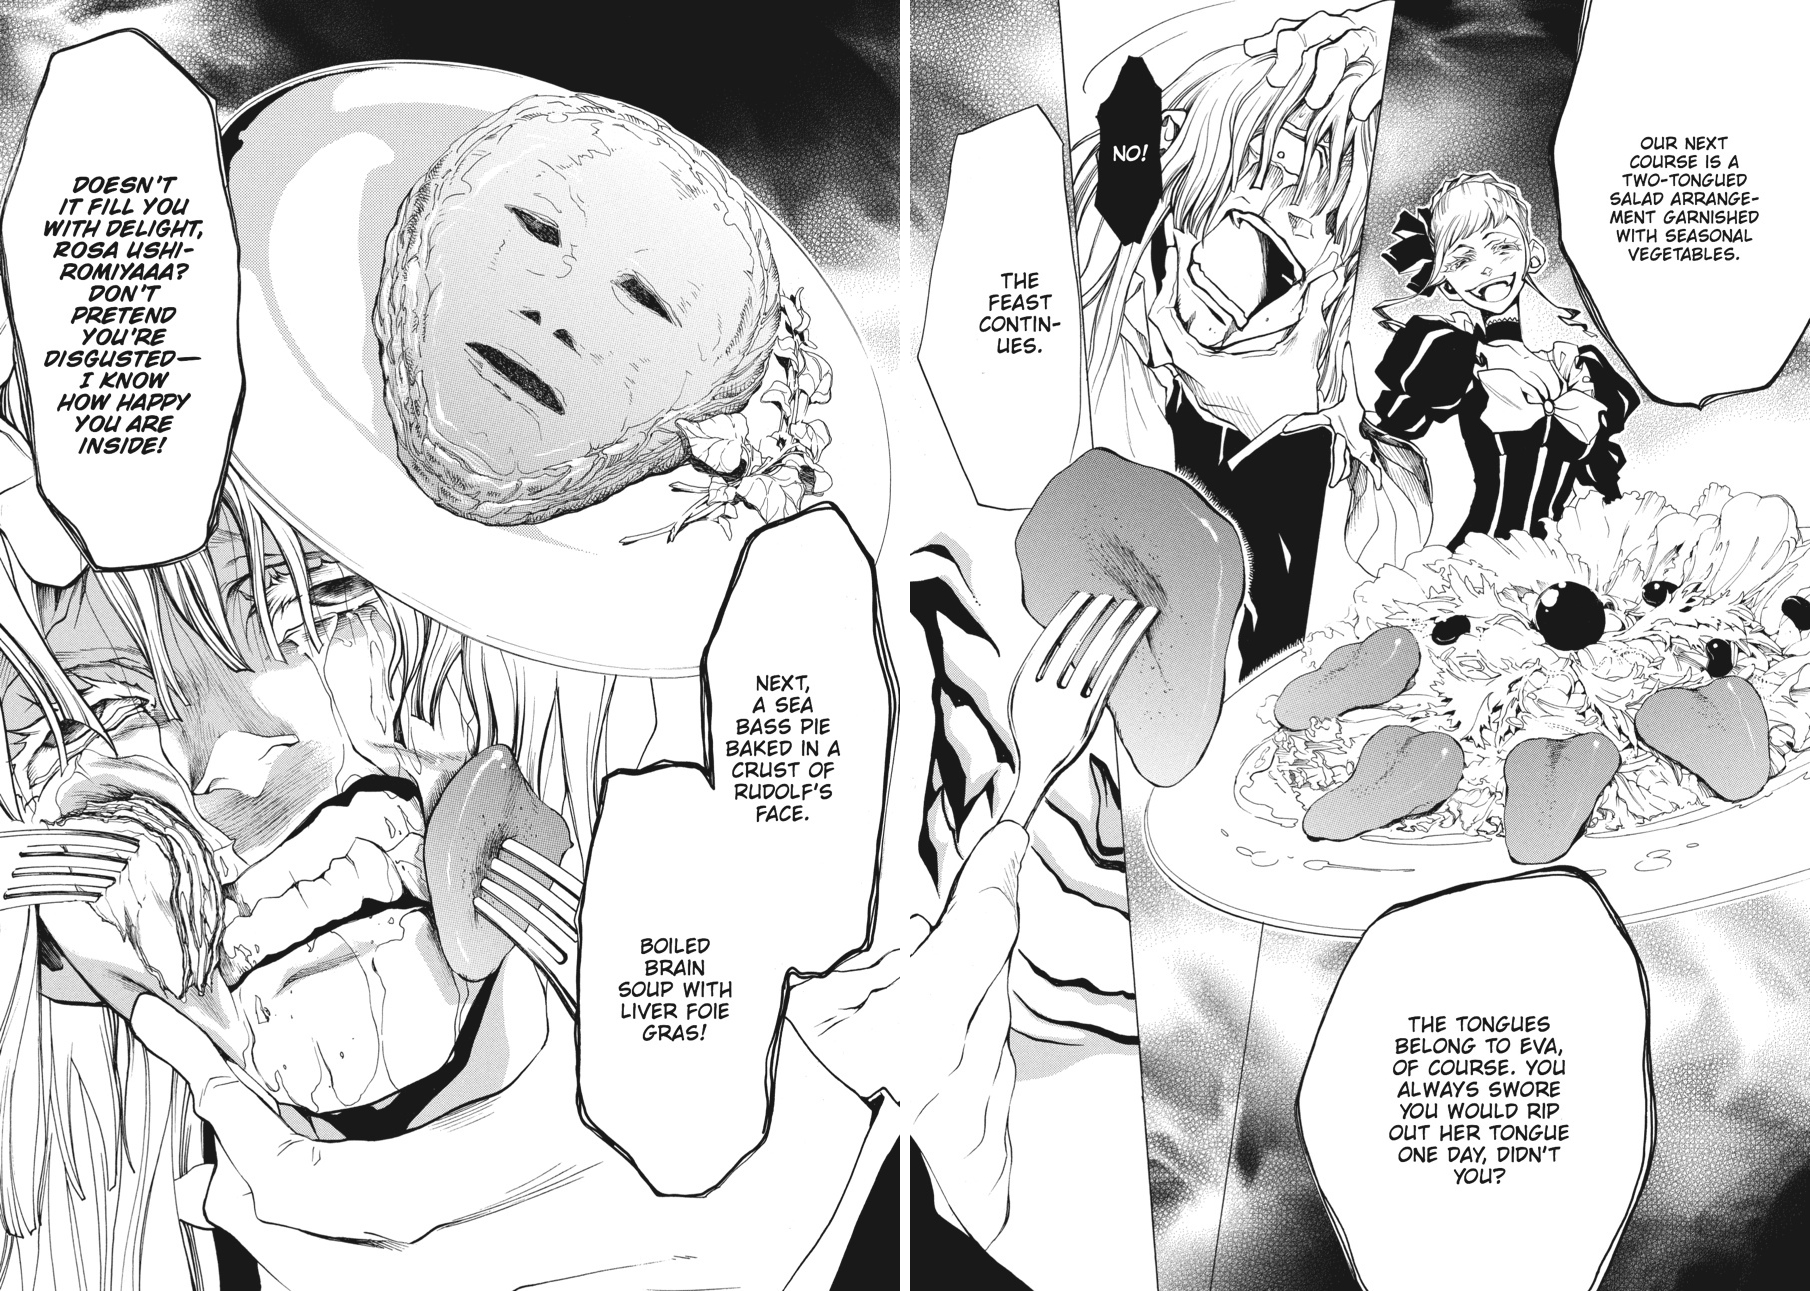 OUR NEXT
COURSE IS A
TWO-TONGUED
SALAD ARRANGE-
MENT GARNISHED
WITH SEASONAL
VEGETABLES.
NO!
THE
FEAST
CONTIN-
UES.
THE TONGUES
BELONG TO EVA,
OF COURSE. YOU
ALWAYS SWORE
YOU WOULD RIP
OUT HER TONGUE
ONE DAY, DIDN'T
YOU?
NEXT,
A SEA
BASS PIE
BAKED IN A
CRUST OF
RUDOLF'S
FACE.
BOILED
BRAIN
SOUP WITH
LIVER FOIE
GRAS!
DOESN'T
IT FILL YOU
WITH DELIGHT,
ROSA USHI-
ROMIYAAA?
DON'T
PRETEND
YOU'RE
DISGUSTED—
I KNOW
HOW HAPPY
YOU ARE
INSIDE!